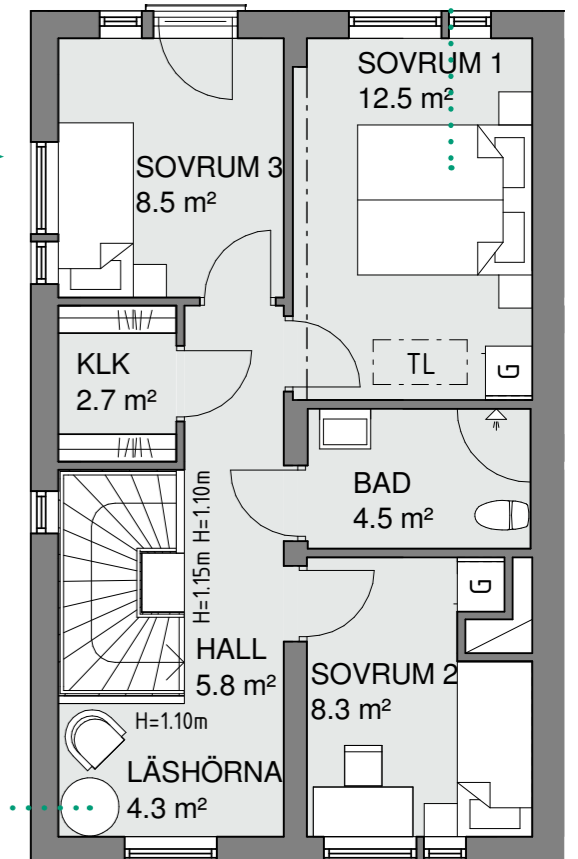 SOVRUM 1
12.5 m²
SOVRUM 3
8.5 m²
KLK
2.7 m²
TL
G
BAD
4.5 m²
H=1.10m
H=1.15m
G
HALL
5.8 m²
SOVRUM 2
8.3 m²
H=1.10m
LÄSHÖRNA
4.3 m²